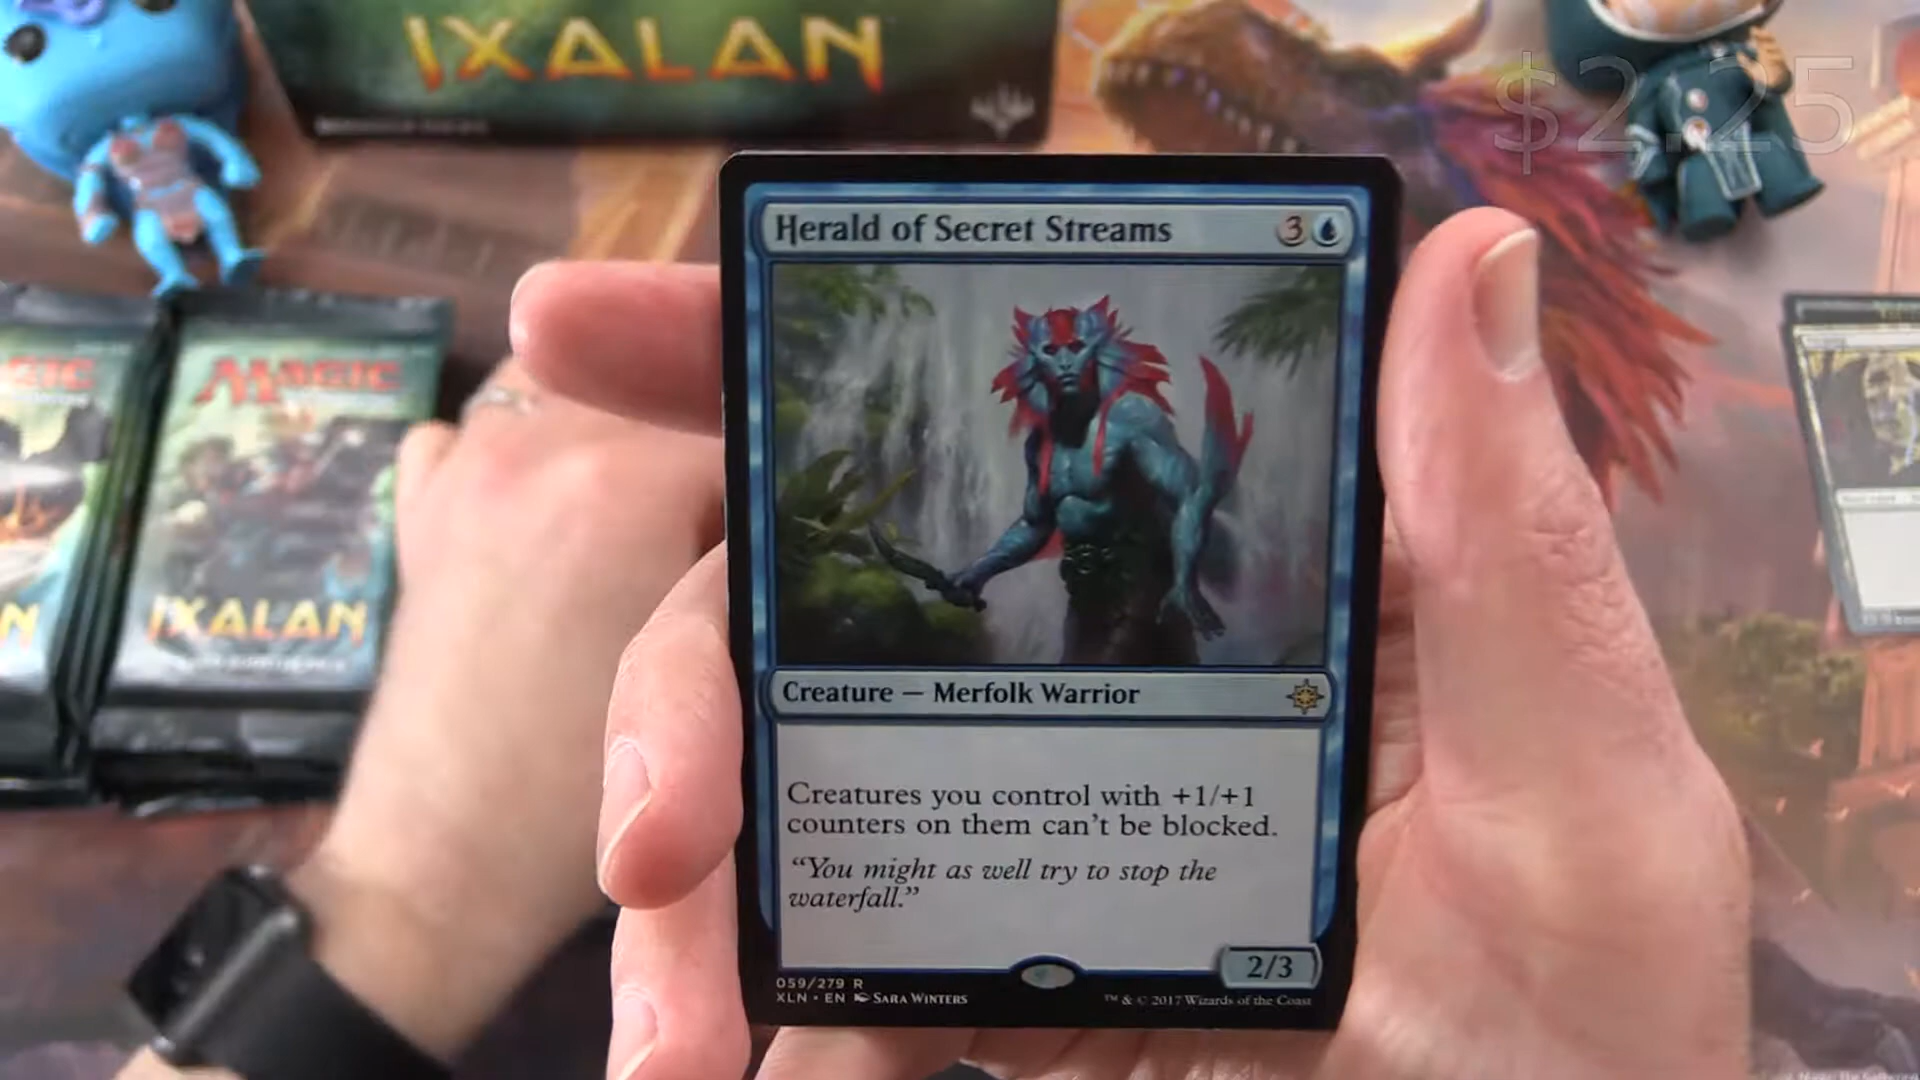 IXALAN
$2.25
Herald of Secret Streams 3
MAGIC
IXALAN
Creature — Merfolk Warrior
Creatures you control with +1/+1
counters on them can't be blocked.
“You might as well try to stop the
waterfall.”
2/3
059/279 R
XLN • EN SARA WINTERS
™ & © 2017 Wizards of the Coast